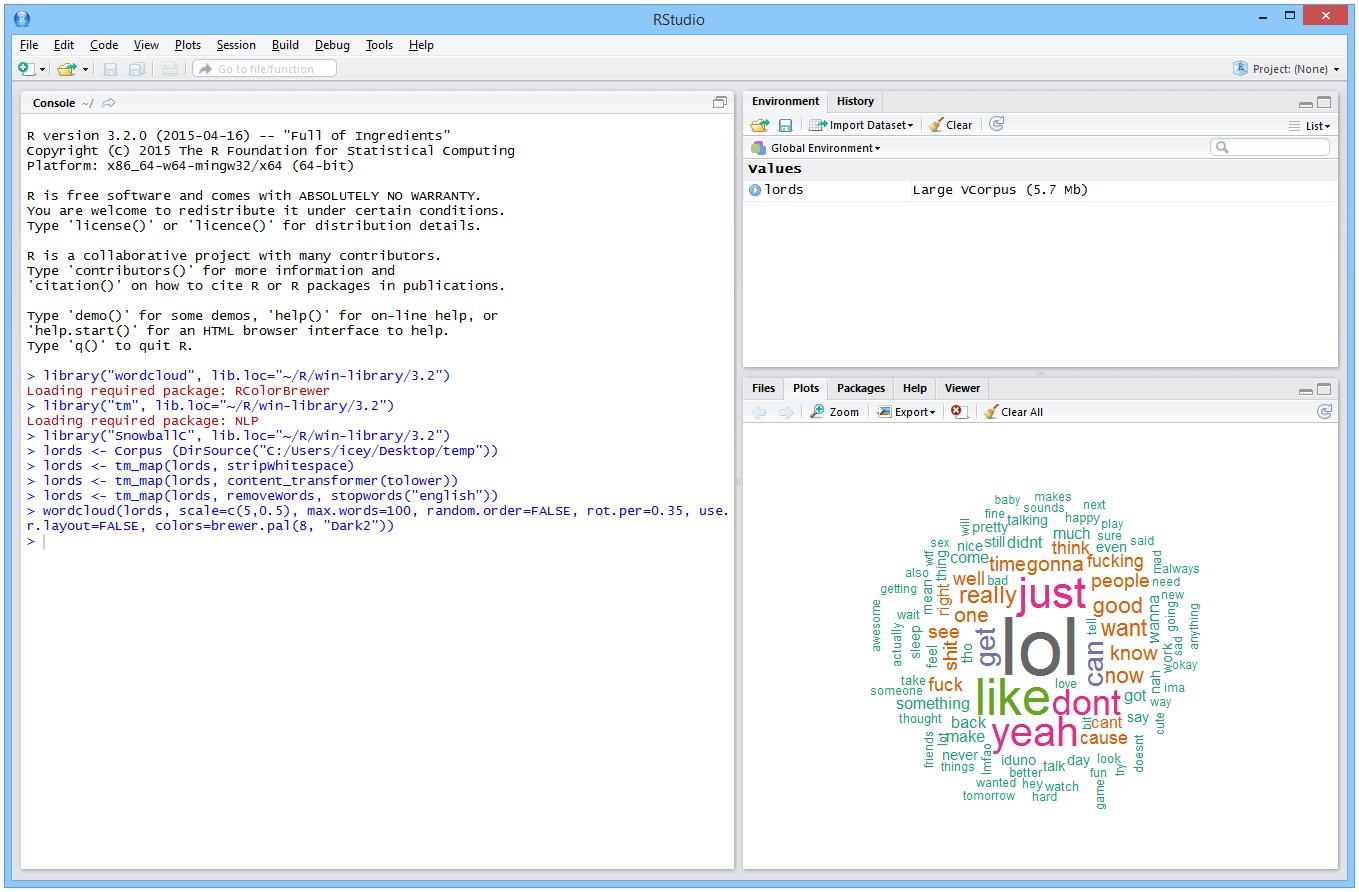 RStudio
File Edit Code View Plots Session Build Debug Tools Help
Go to file/function
Project: (None)
Console ~/
R version 3.2.0 (2015-04-16) -- "Full of Ingredients"
Copyright (C) 2015 The R Foundation for Statistical Computing
Platform: x86_64-w64-mingw32/x64 (64-bit)
R is free software and comes with ABSOLUTELY NO WARRANTY.
You are welcome to redistribute it under certain conditions.
Type 'license()' or 'licence()' for distribution details.
R is a collaborative project with many contributors.
Type 'contributors()' for more information and
'citation()' on how to cite R or R packages in publications.
Type 'demo()' for some demos, 'help()' for on-line help, or
'help.start()' for an HTML browser interface to help.
Type 'q()' to quit R.
> library("wordcloud", lib.loc="~/R/win-library/3.2")
Loading required package: RColorBrewer
> library("tm", lib.loc="~/R/win-library/3.2")
Loading required package: NLP
> library("SnowballC", lib.loc="~/R/win-library/3.2")
> lords <- Corpus (DirSource("C:/Users/icey/Desktop/temp"))
> lords <- tm_map(lords, stripWhitespace)
> lords <- tm_map(lords, content_transformer(tolower))
> lords <- tm_map(lords, removeWords, stopwords("english"))
> wordcloud(lords, scale=c(5,0.5), max.words=100, random.order=FALSE, rot.per=0.35, use.
r.layout=FALSE, colors=brewer.pal(8, "Dark2"))
>
Environment History
Import Dataset Clear List
Global Environment
Values
lords Large VCorpus (5.7 Mb)
Files Plots Packages Help Viewer
Zoom Export Clear All
baby makes
fine sounds next
will pretty talking happy play
nice still didnt much sure
sex come think even said
wtf thing time gonna fucking mad
also well bad people always
getting mean right really just good need
awesome wait one tell want wanna new going anything
actually sleep see get lol can know work sad
feel shit tho now okay
take fuck love nah ima
someone something like dont got way
thought back yeah bit cant say cute
friends lot make cause doesnt
never lmfao iduno day look
things better talk fun try
wanted hey watch game
tomorrow hard